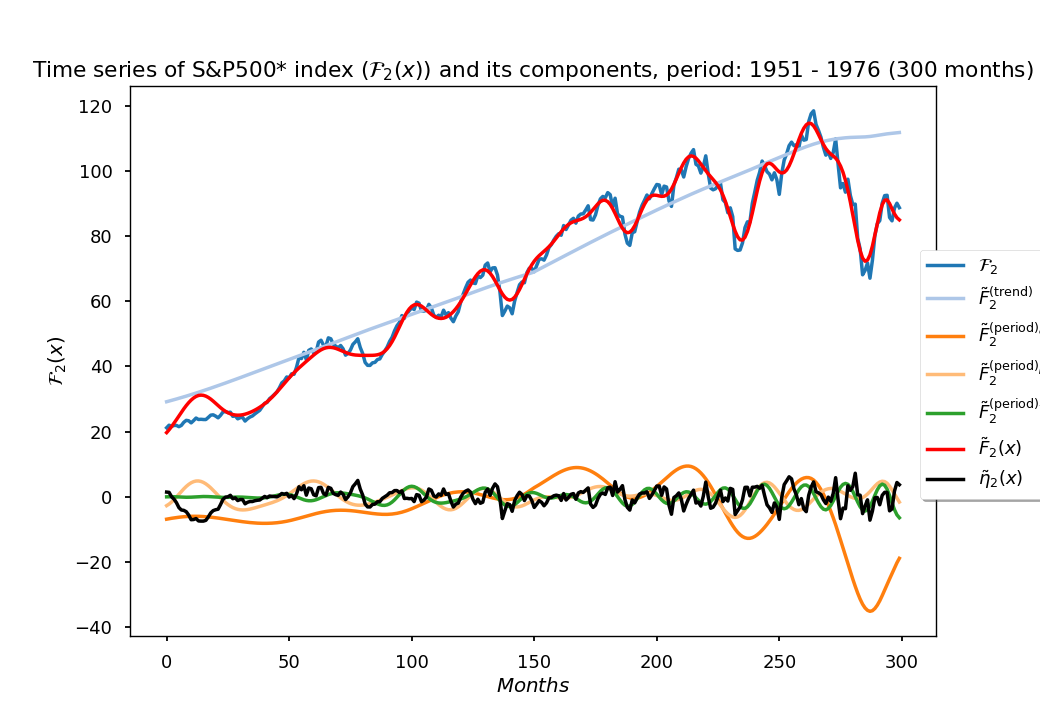 Time series of S&P500* index (ℱ₂(x)) and its components, period: 1951 - 1976 (300 months)
120
100
80
60
40
20
0
−20
−40
ℱ₂(x)
0 50 100 150 200 250 300
Months
ℱ₂
F̃₂^(trend)
F̃₂^(period)
F̃₂^(period)
F̃₂^(period)
F̃₂(x)
η̃₂(x)